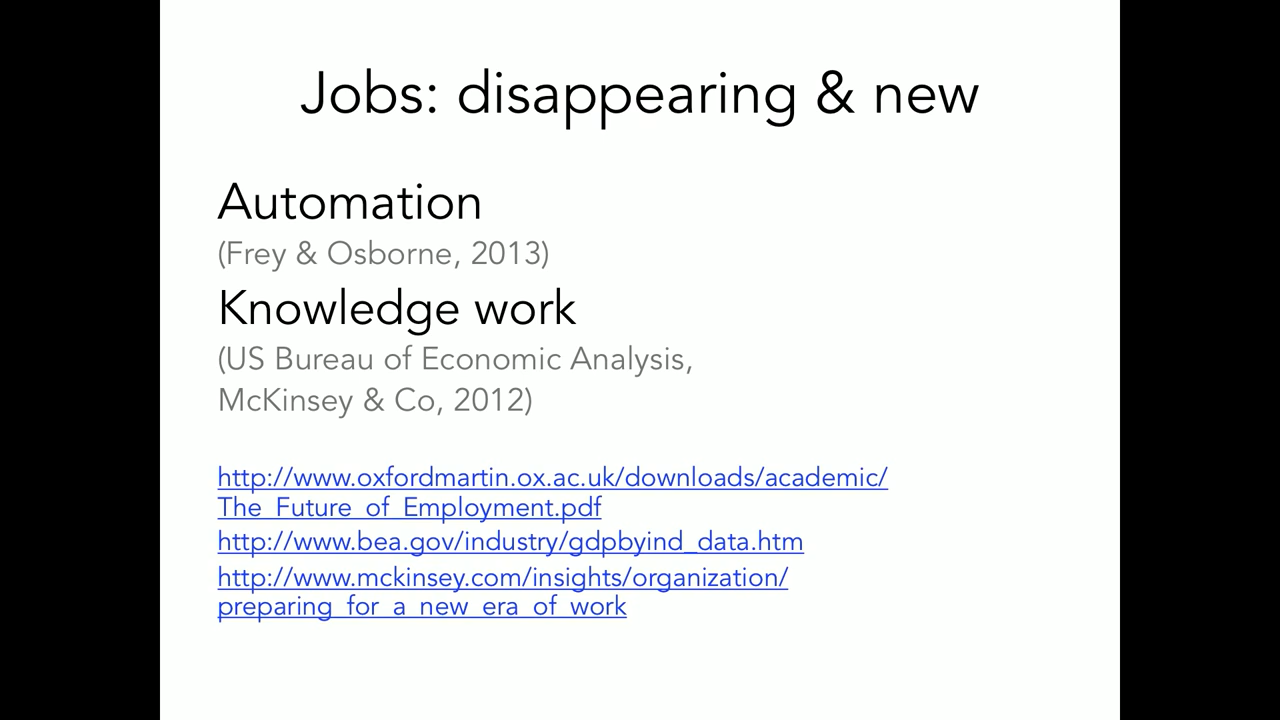 Jobs: disappearing & new
Automation
(Frey & Osborne, 2013)
Knowledge work
(US Bureau of Economic Analysis,
McKinsey & Co, 2012)
http://www.oxfordmartin.ox.ac.uk/downloads/academic/
The_Future_of_Employment.pdf
http://www.bea.gov/industry/gdpbyind_data.htm
http://www.mckinsey.com/insights/organization/
preparing_for_a_new_era_of_work